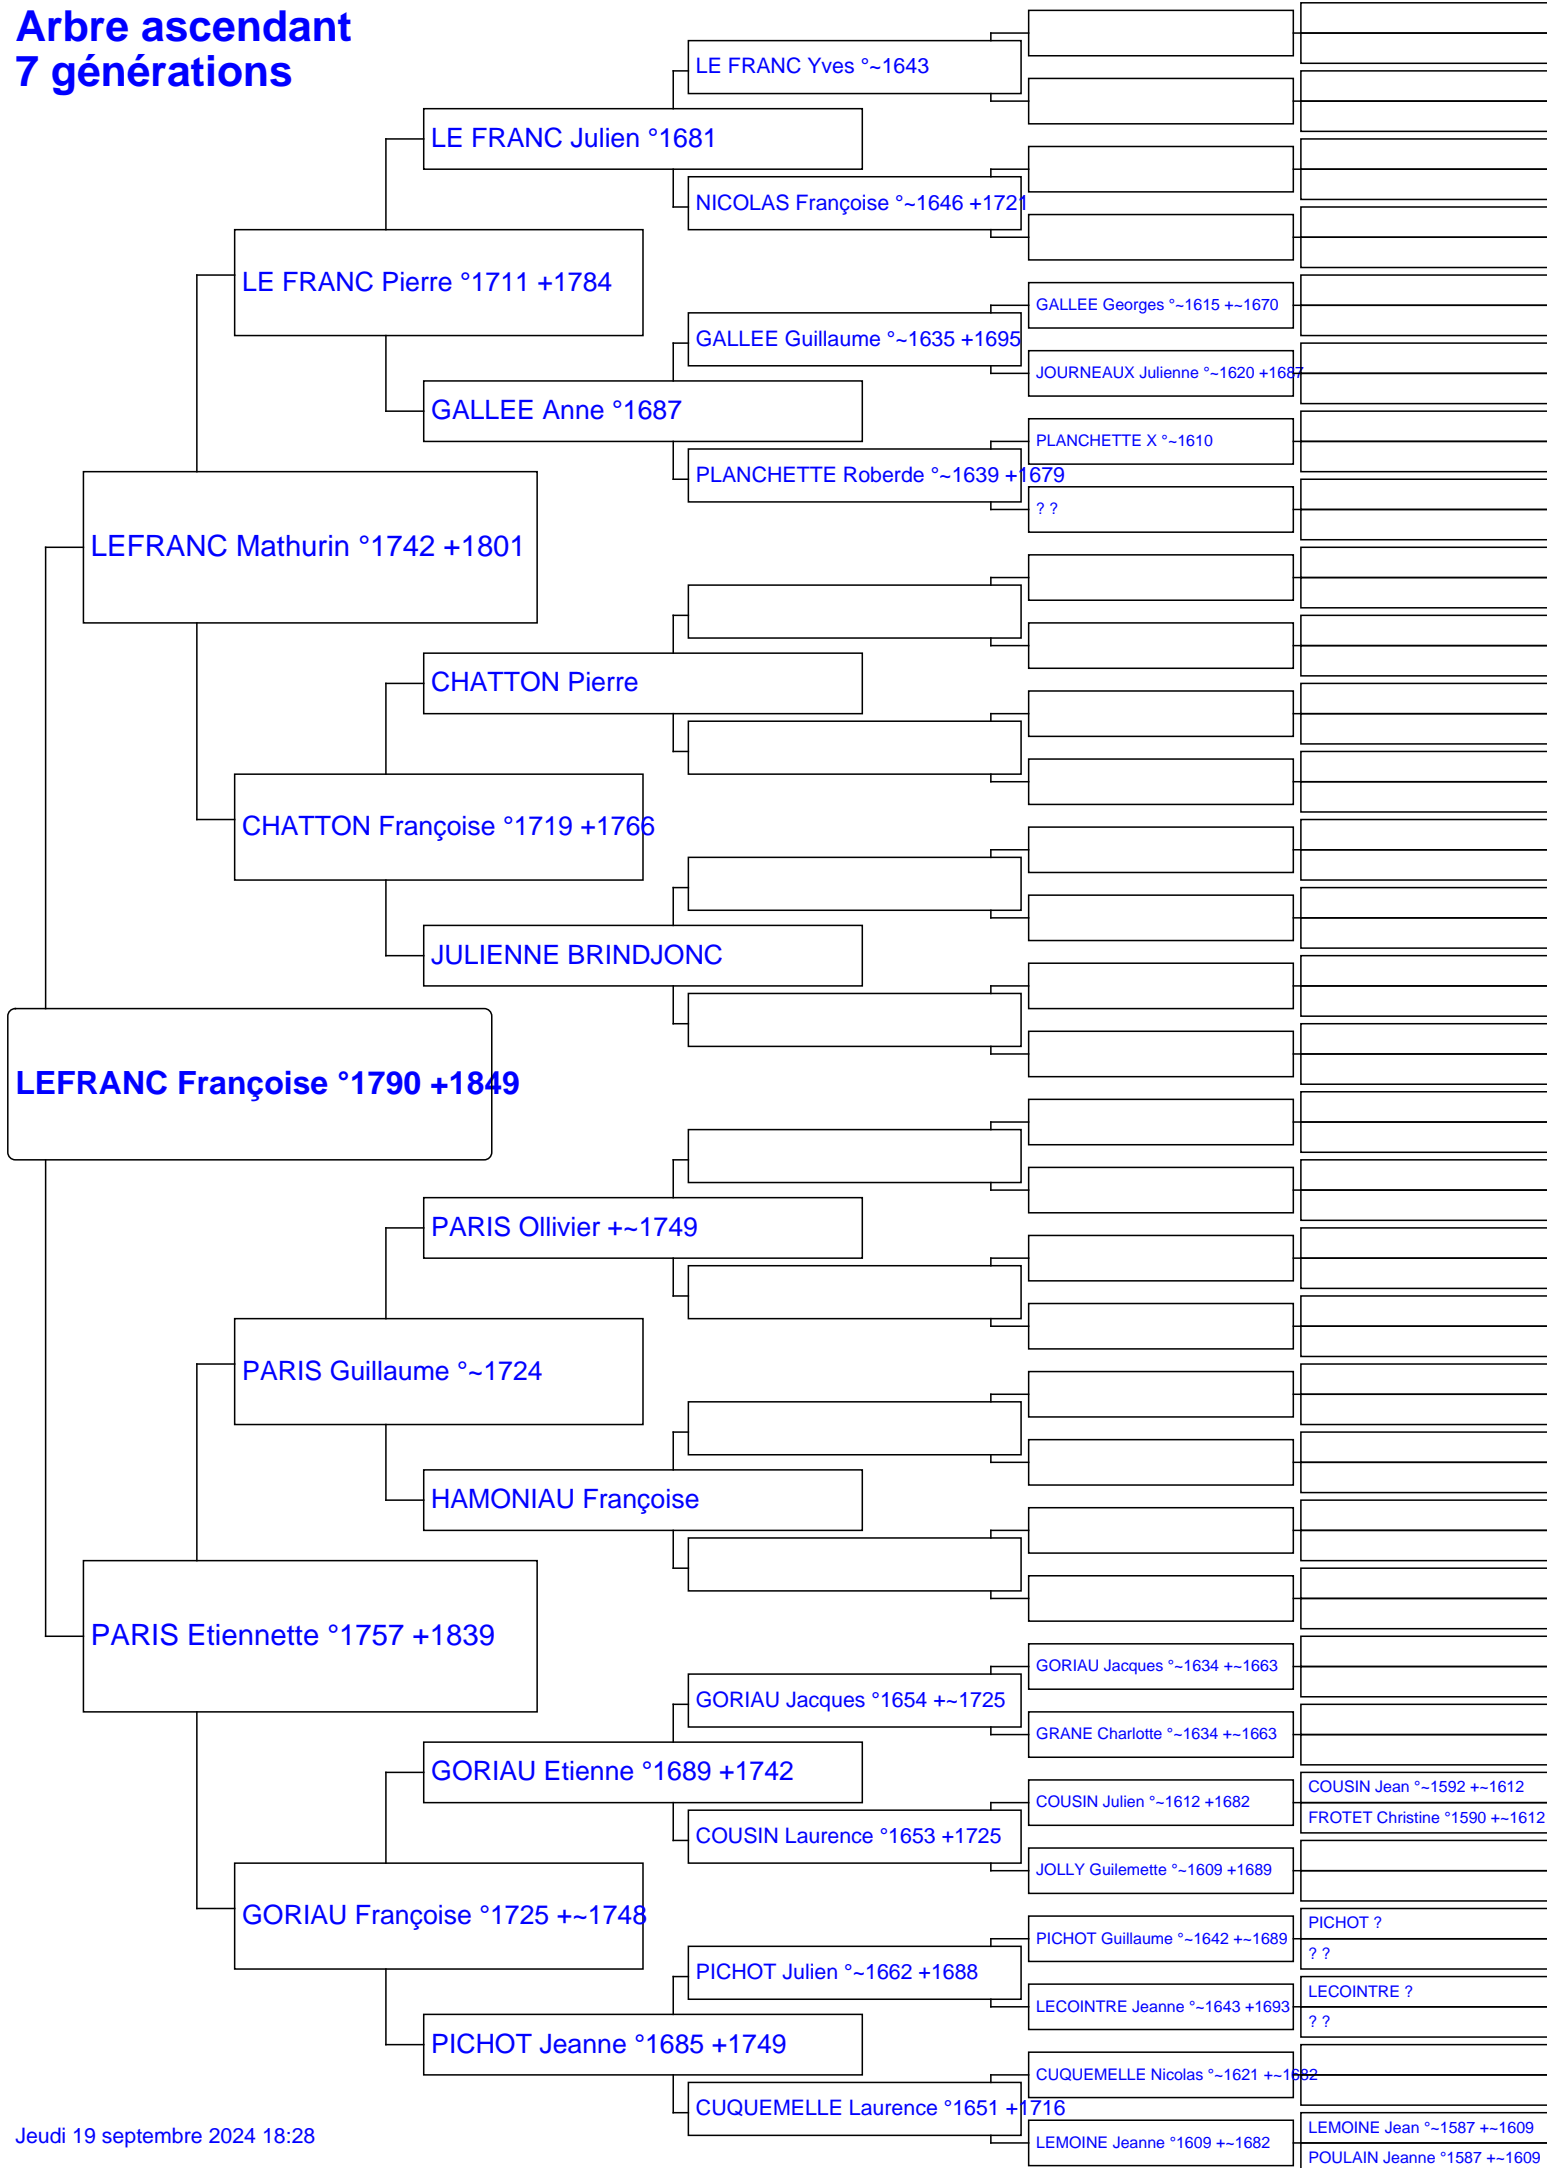 Arbre ascendant
7 générations
LE FRANC Yves °~1643
LE FRANC Julien °1681
NICOLAS Françoise °~1646 +1721
LE FRANC Pierre °1711 +1784
GALLEE Georges °~1615 +~1670
GALLEE Guillaume °~1635 +1695
JOURNEAUX Julienne °~1620 +1687
GALLEE Anne °1687
PLANCHETTE X °~1610
PLANCHETTE Roberde °~1639 +1679
? ?
LEFRANC Mathurin °1742 +1801
CHATTON Pierre
CHATTON Françoise °1719 +1766
JULIENNE BRINDJONC
LEFRANC Françoise °1790 +1849
PARIS Ollivier +~1749
PARIS Guillaume °~1724
HAMONIAU Françoise
PARIS Etiennette °1757 +1839
GORIAU Jacques °~1634 +~1663
GORIAU Jacques °1654 +~1725
GRANE Charlotte °~1634 +~1663
GORIAU Etienne °1689 +1742
COUSIN Jean °~1592 +~1612
COUSIN Julien °~1612 +1682
FROTET Christine °1590 +~1612
COUSIN Laurence °1653 +1725
JOLLY Guilemette °~1609 +1689
GORIAU Françoise °1725 +~1748
PICHOT ?
PICHOT Guillaume °~1642 +~1689
? ?
PICHOT Julien °~1662 +1688
LECOINTRE ?
LECOINTRE Jeanne °~1643 +1693
? ?
PICHOT Jeanne °1685 +1749
CUQUEMELLE Nicolas °~1621 +~1682
CUQUEMELLE Laurence °1651 +1716
LEMOINE Jean °~1587 +~1609
LEMOINE Jeanne °1609 +~1682
POULAIN Jeanne °1587 +~1609
Jeudi 19 septembre 2024 18:28